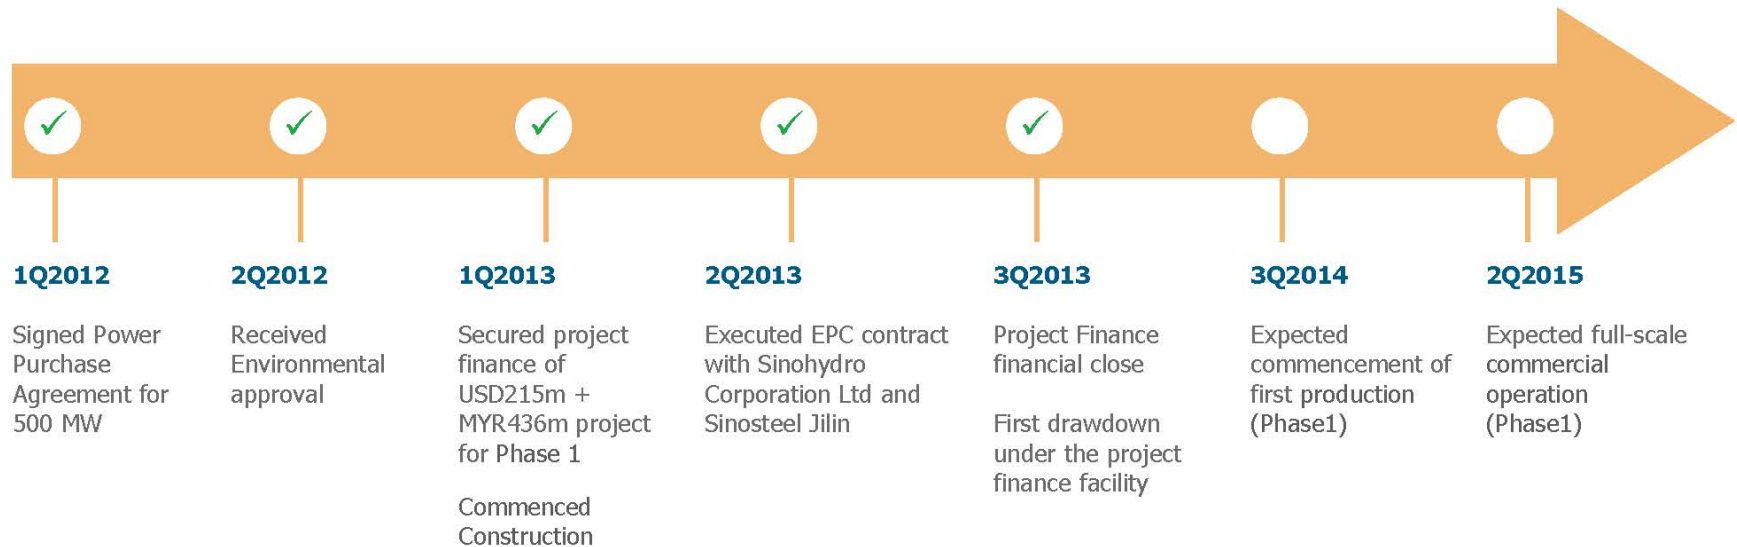 1Q2012
Signed Power
Purchase
Agreement for
500 MW
2Q2012
Received
Environmental
approval
1Q2013
Secured project
finance of
USD215m +
MYR436m project
for Phase 1
Commenced
Construction
2Q2013
Executed EPC contract
with Sinohydro
Corporation Ltd and
Sinosteel Jilin
3Q2013
Project Finance
financial close
First drawdown
under the project
finance facility
3Q2014
Expected
commencement of
first production
(Phase1)
2Q2015
Expected full-scale
commercial
operation
(Phase1)